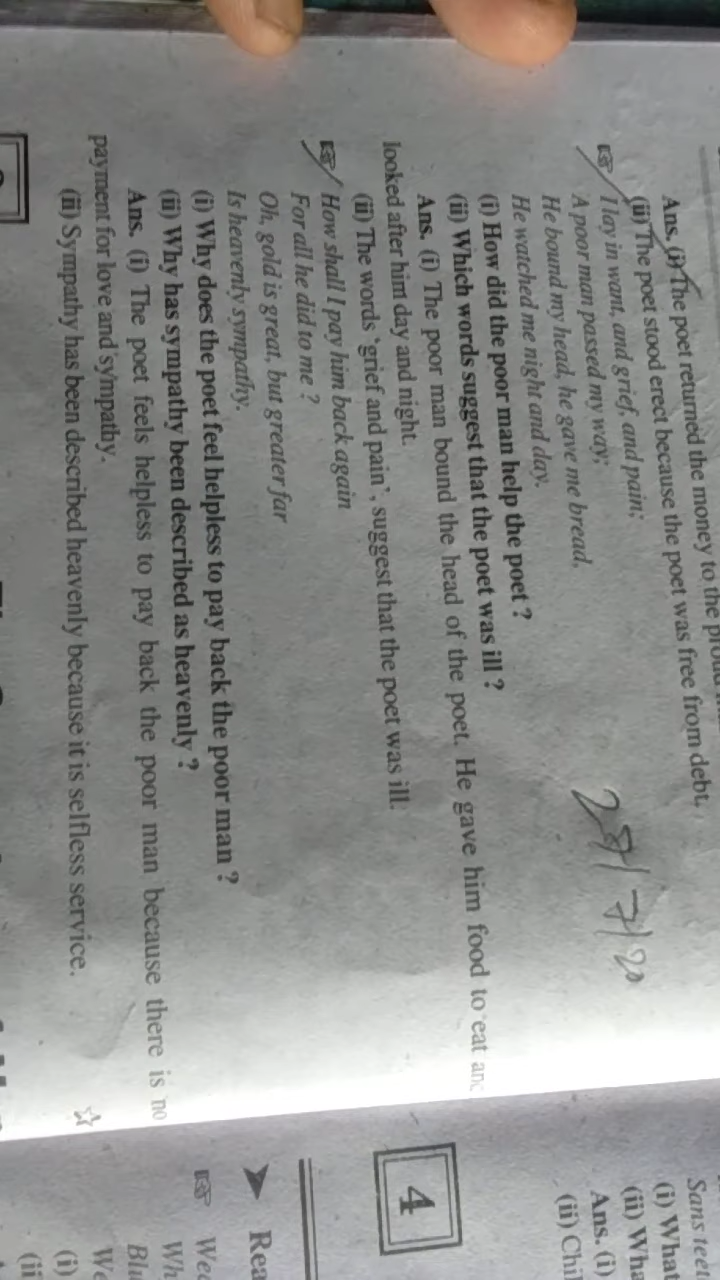 Ans. (i) The poet returned the money to the
(ii) The poet stood erect because the poet was free from debt.
☞ I lay in want, and grief, and pain;
A poor man passed my way;
He bound my head, he gave me bread,
He watched me night and day.
(i) How did the poor man help the poet ?
(ii) Which words suggest that the poet was ill ?
Ans. (i) The poor man bound the head of the poet. He gave him food to eat and
looked after him day and night.
(ii) The words 'grief and pain', suggest that the poet was ill.
☞ How shall I pay him back again
For all he did to me ?
Oh, gold is great, but greater far
Is heavenly sympathy.
(i) Why does the poet feel helpless to pay back the poor man ?
(ii) Why has sympathy been described as heavenly ?
Ans. (i) The poet feels helpless to pay back the poor man because there is no
payment for love and sympathy.
(ii) Sympathy has been described heavenly because it is selfless service.
Sans
(i) What
(ii)
Ans. (i)
(ii)
4
➤
☞
(i)
(ii